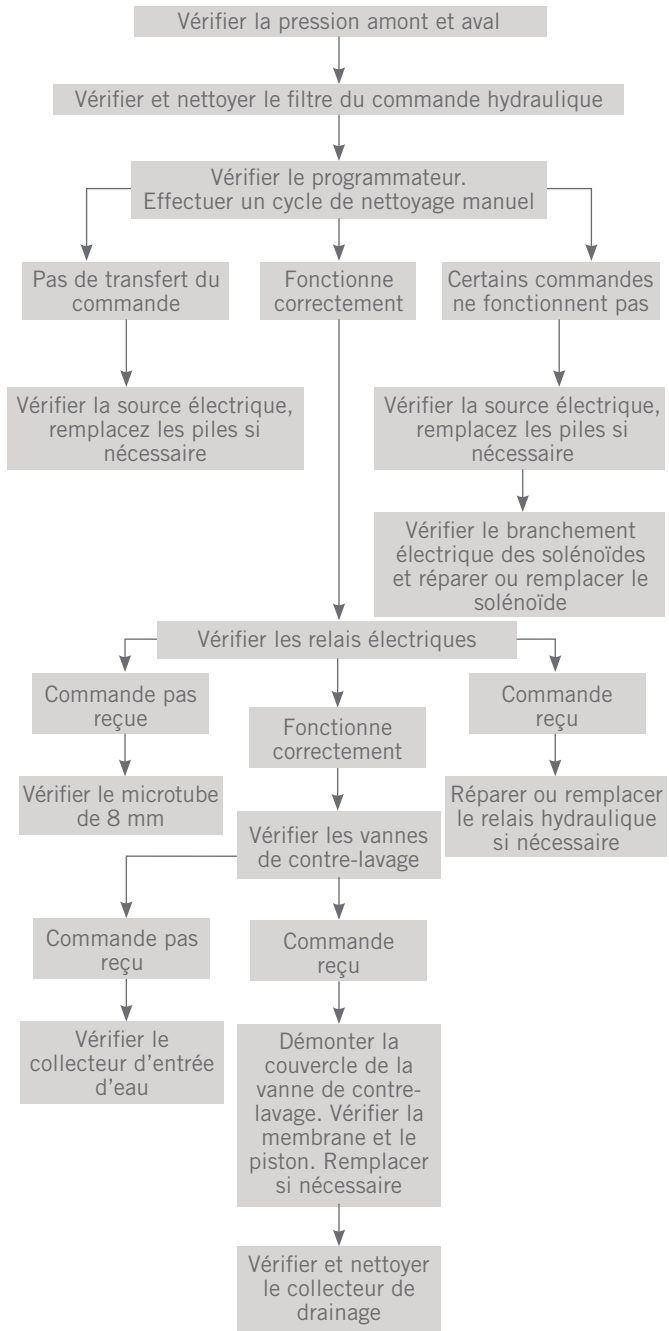 Vérifier la pression amont et aval
Vérifier et nettoyer le filtre du commande hydraulique
Vérifier le programmateur.
Effectuer un cycle de nettoyage manuel
Pas de transfert du
commande
Fonctionne
correctement
Certains commandes
ne fonctionnent pas
Vérifier la source électrique,
remplacez les piles si
nécessaire
Vérifier la source électrique,
remplacez les piles si
nécessaire
Vérifier le branchement
électrique des solénoïdes
et réparer ou remplacer le
solénoïde
Vérifier les relais électriques
Commande pas
reçue
Fonctionne
correctement
Commande
reçu
Vérifier le microtube
de 8 mm
Réparer ou remplacer
le relais hydraulique
si nécessaire
Vérifier les vannes
de contre-lavage
Commande pas
reçu
Commande
reçu
Vérifier le
collecteur d'entrée
d'eau
Démonter la
couvercle de la
vanne de contre-
lavage. Vérifier la
membrane et le
piston. Remplacer
si nécessaire
Vérifier et nettoyer
le collecteur de
drainage